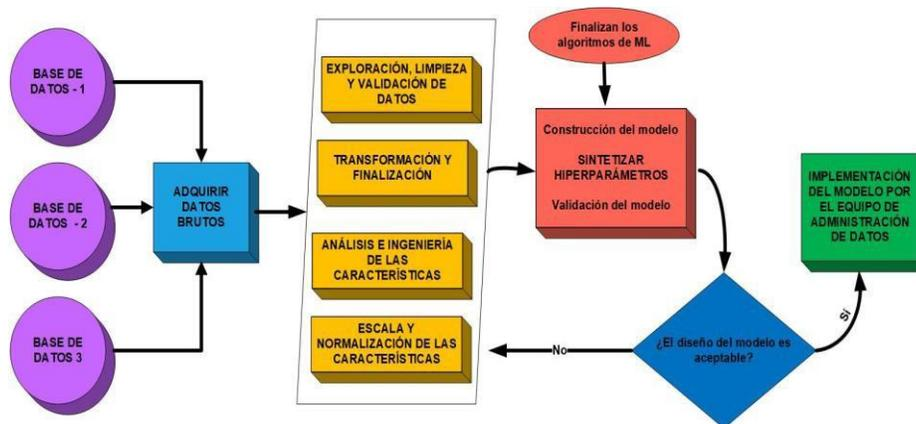 BASE DE
DATOS - 1
BASE DE
DATOS - 2
BASE DE
DATOS 3
ADQUIRIR
DATOS
BRUTOS
EXPLORACIÓN, LIMPIEZA
Y VALIDACIÓN DE
DATOS
TRANSFORMACIÓN Y
FINALIZACIÓN
ANÁLISIS E INGENIERÍA
DE LAS
CARACTERÍSTICAS
ESCALA Y
NORMALIZACIÓN DE LAS
CARACTERÍSTICAS
Finalizan los
algoritmos de ML
Construcción del modelo
SINTETIZAR
HIPERPARÁMETROS
Validación del modelo
¿El diseño del modelo es
aceptable?
No
Sí
IMPLEMENTACIÓN
DEL MODELO POR
EL EQUIPO DE
ADMINISTRACIÓN
DE DATOS